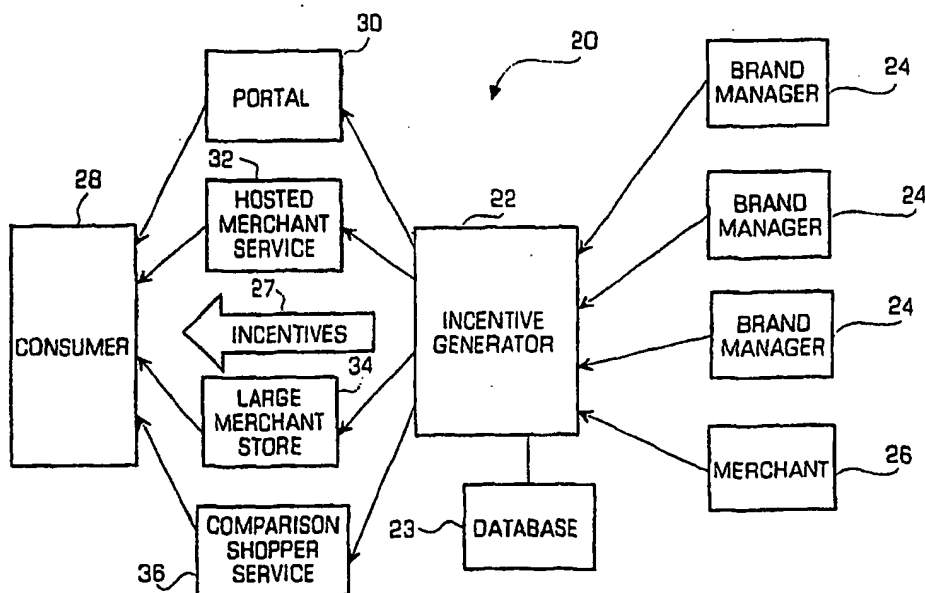 30
PORTAL
20
BRAND
MANAGER
24
32
HOSTED
MERCHANT
SERVICE
28
CONSUMER
22
INCENTIVE
GENERATOR
BRAND
MANAGER
24
27
INCENTIVES
BRAND
MANAGER
24
34
LARGE
MERCHANT
STORE
MERCHANT
26
23
DATABASE
COMPARISON
SHOPPER
SERVICE
36